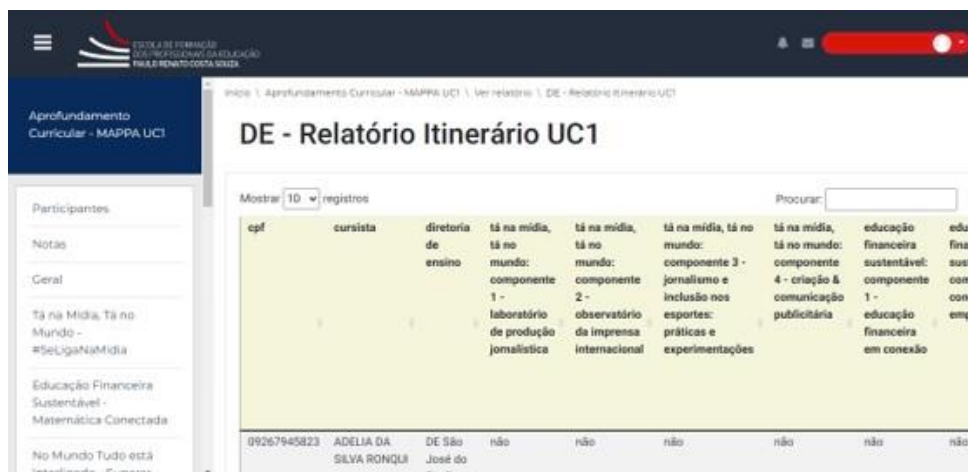 ESCOLA DE FORMAÇÃO
DOS PROFISSIONAIS DA EDUCAÇÃO
PAULO RENATO COSTA SOUZA
Início \ Aprofundamento Curricular - MAPPA UC1 \ Ver relatório \ DE - Relatório Itinerário UC1
Aprofundamento
Curricular - MAPPA UC1
DE - Relatório Itinerário UC1
Participantes
Notas
Geral
Tá na Mídia, Tá no
Mundo -
#SeLigaNaMídia
Educação Financeira
Sustentável -
Matemática Conectada
No Mundo Tudo está
Mostrar 10 registros
Procurar:
cpf
cursista
diretoria
de
ensino
tá na mídia,
tá no
mundo:
componente
1 -
laboratório
de produção
jornalística
tá na mídia,
tá no
mundo:
componente
2 -
observatório
da imprensa
internacional
tá na mídia, tá no
mundo:
componente 3 -
jornalismo e
inclusão nos
esportes:
práticas e
experimentações
tá na mídia,
tá no mundo:
componente
4 - criação &
comunicação
publicitária
educação
financeira
sustentável:
componente
1 -
educação
financeira
em conexão
09267945823
ADELIA DA
SILVA RONQUI
DE São
José do
não
não
não
não
não
não